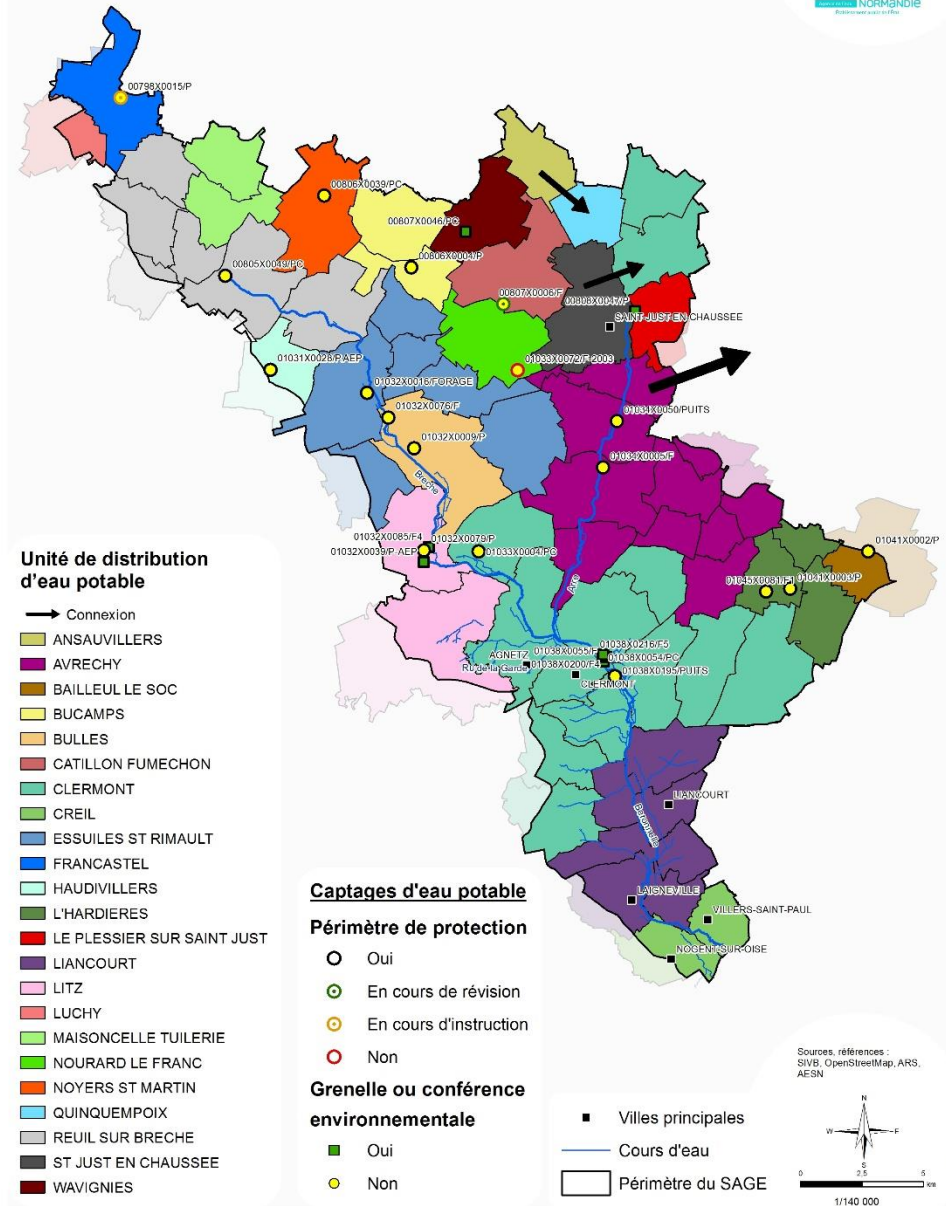 NORMANDIE
00798X0015/P
00806X0039/PC
00807X0046/PC
00806X0004/P
00805X0049/PC
00807X0006/F
00808X0047/P
SAINT-JUST-EN-CHAUSSEE
01031X0028/P.AEP
01033X0072/F-2003
01032X0016/FORAGE
01032X0076/F
01034X0050/PUITS
01032X0009/P
01034X0005/F
Breche
Arre
01032X0085/F4
01032X0079/P
01032X0039/P-AEP
01033X0004/PC
01041X0002/P
01045X0081/F1
01041X0003/P
AGNETZ
01038X0055/F
01038X0216/F5
Ru de la Garde
01038X0200/F4
01038X0054/PC
CLERMONT
01038X0195/PUITS
LIANCOURT
Beronnelle
LAIGNEVILLE
VILLERS-SAINT-PAUL
NOGENT-SUR-OISE
Unité de distribution
d'eau potable
Connexion
ANSAUVILLERS
AVRECHY
BAILLEUL LE SOC
BUCAMPS
BULLES
CATILLON FUMECHON
CLERMONT
CREIL
ESSUILES ST RIMAULT
FRANCASTEL
HAUDIVILLERS
L'HARDIERES
LE PLESSIER SUR SAINT JUST
LIANCOURT
LITZ
LUCHY
MAISONCELLE TUILERIE
NOURARD LE FRANC
NOYERS ST MARTIN
QUINQUEMPOIX
REUIL SUR BRECHE
ST JUST EN CHAUSSEE
WAVIGNIES
Captages d'eau potable
Périmètre de protection
Oui
En cours de révision
En cours d'instruction
Non
Grenelle ou conférence
environnementale
Oui
Non
Villes principales
Cours d'eau
Périmètre du SAGE
Sources, références :
SIVB, OpenStreetMap, ARS,
AESN
N
W
E
S
0 2,5 5
km
1/140 000